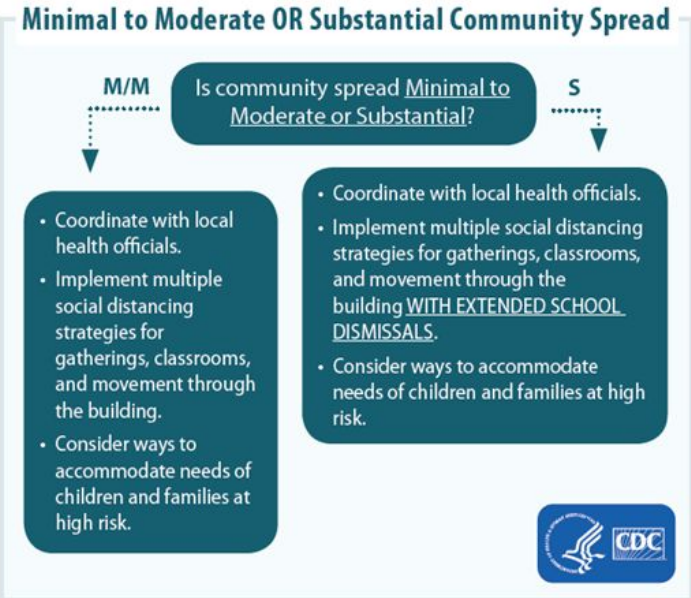 Minimal to Moderate OR Substantial Community Spread
M/M
Is community spread Minimal to
Moderate or Substantial?
S
• Coordinate with local
health officials.
• Implement multiple
social distancing
strategies for
gatherings, classrooms,
and movement through
the building.
• Consider ways to
accommodate needs of
children and families at
high risk.
• Coordinate with local health officials.
• Implement multiple social distancing
strategies for gatherings, classrooms,
and movement through the
building WITH EXTENDED SCHOOL
DISMISSALS.
• Consider ways to accommodate
needs of children and families at high
risk.
CDC